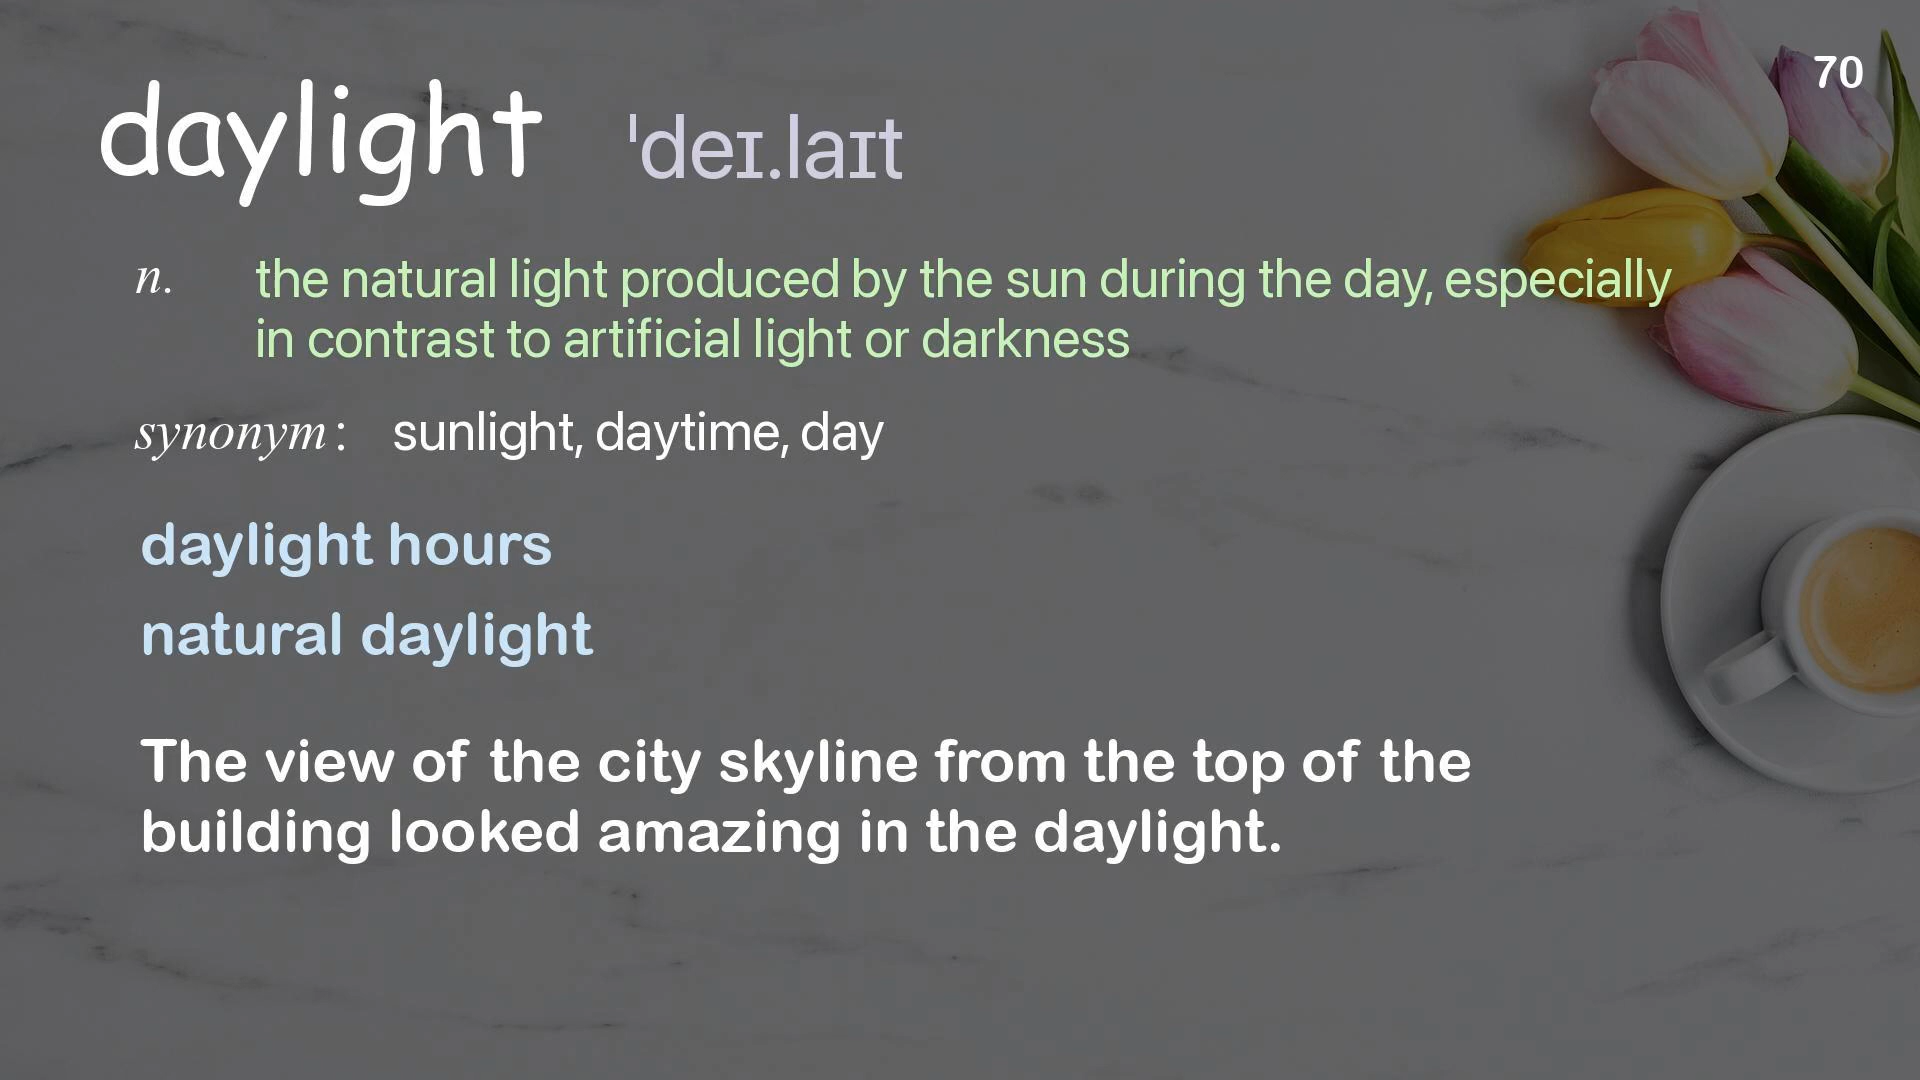 70
daylight ˈdeɪ.laɪt
n. the natural light produced by the sun during the day, especially
in contrast to artificial light or darkness
synonym: sunlight, daytime, day
daylight hours
natural daylight
The view of the city skyline from the top of the
building looked amazing in the daylight.